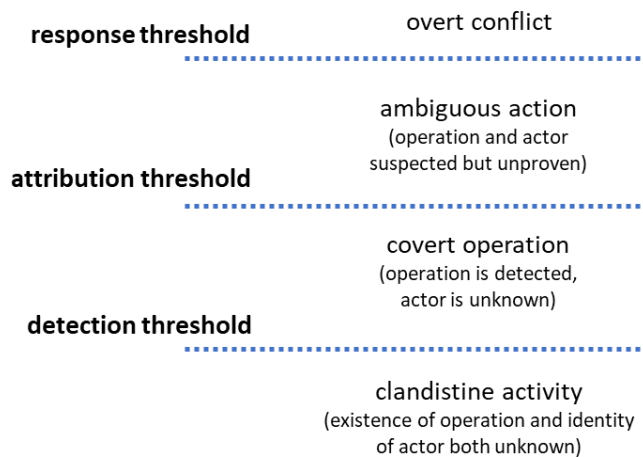 response threshold
overt conflict
ambiguous action
(operation and actor
suspected but unproven)
attribution threshold
covert operation
(operation is detected,
actor is unknown)
detection threshold
clandistine activity
(existence of operation and identity
of actor both unknown)